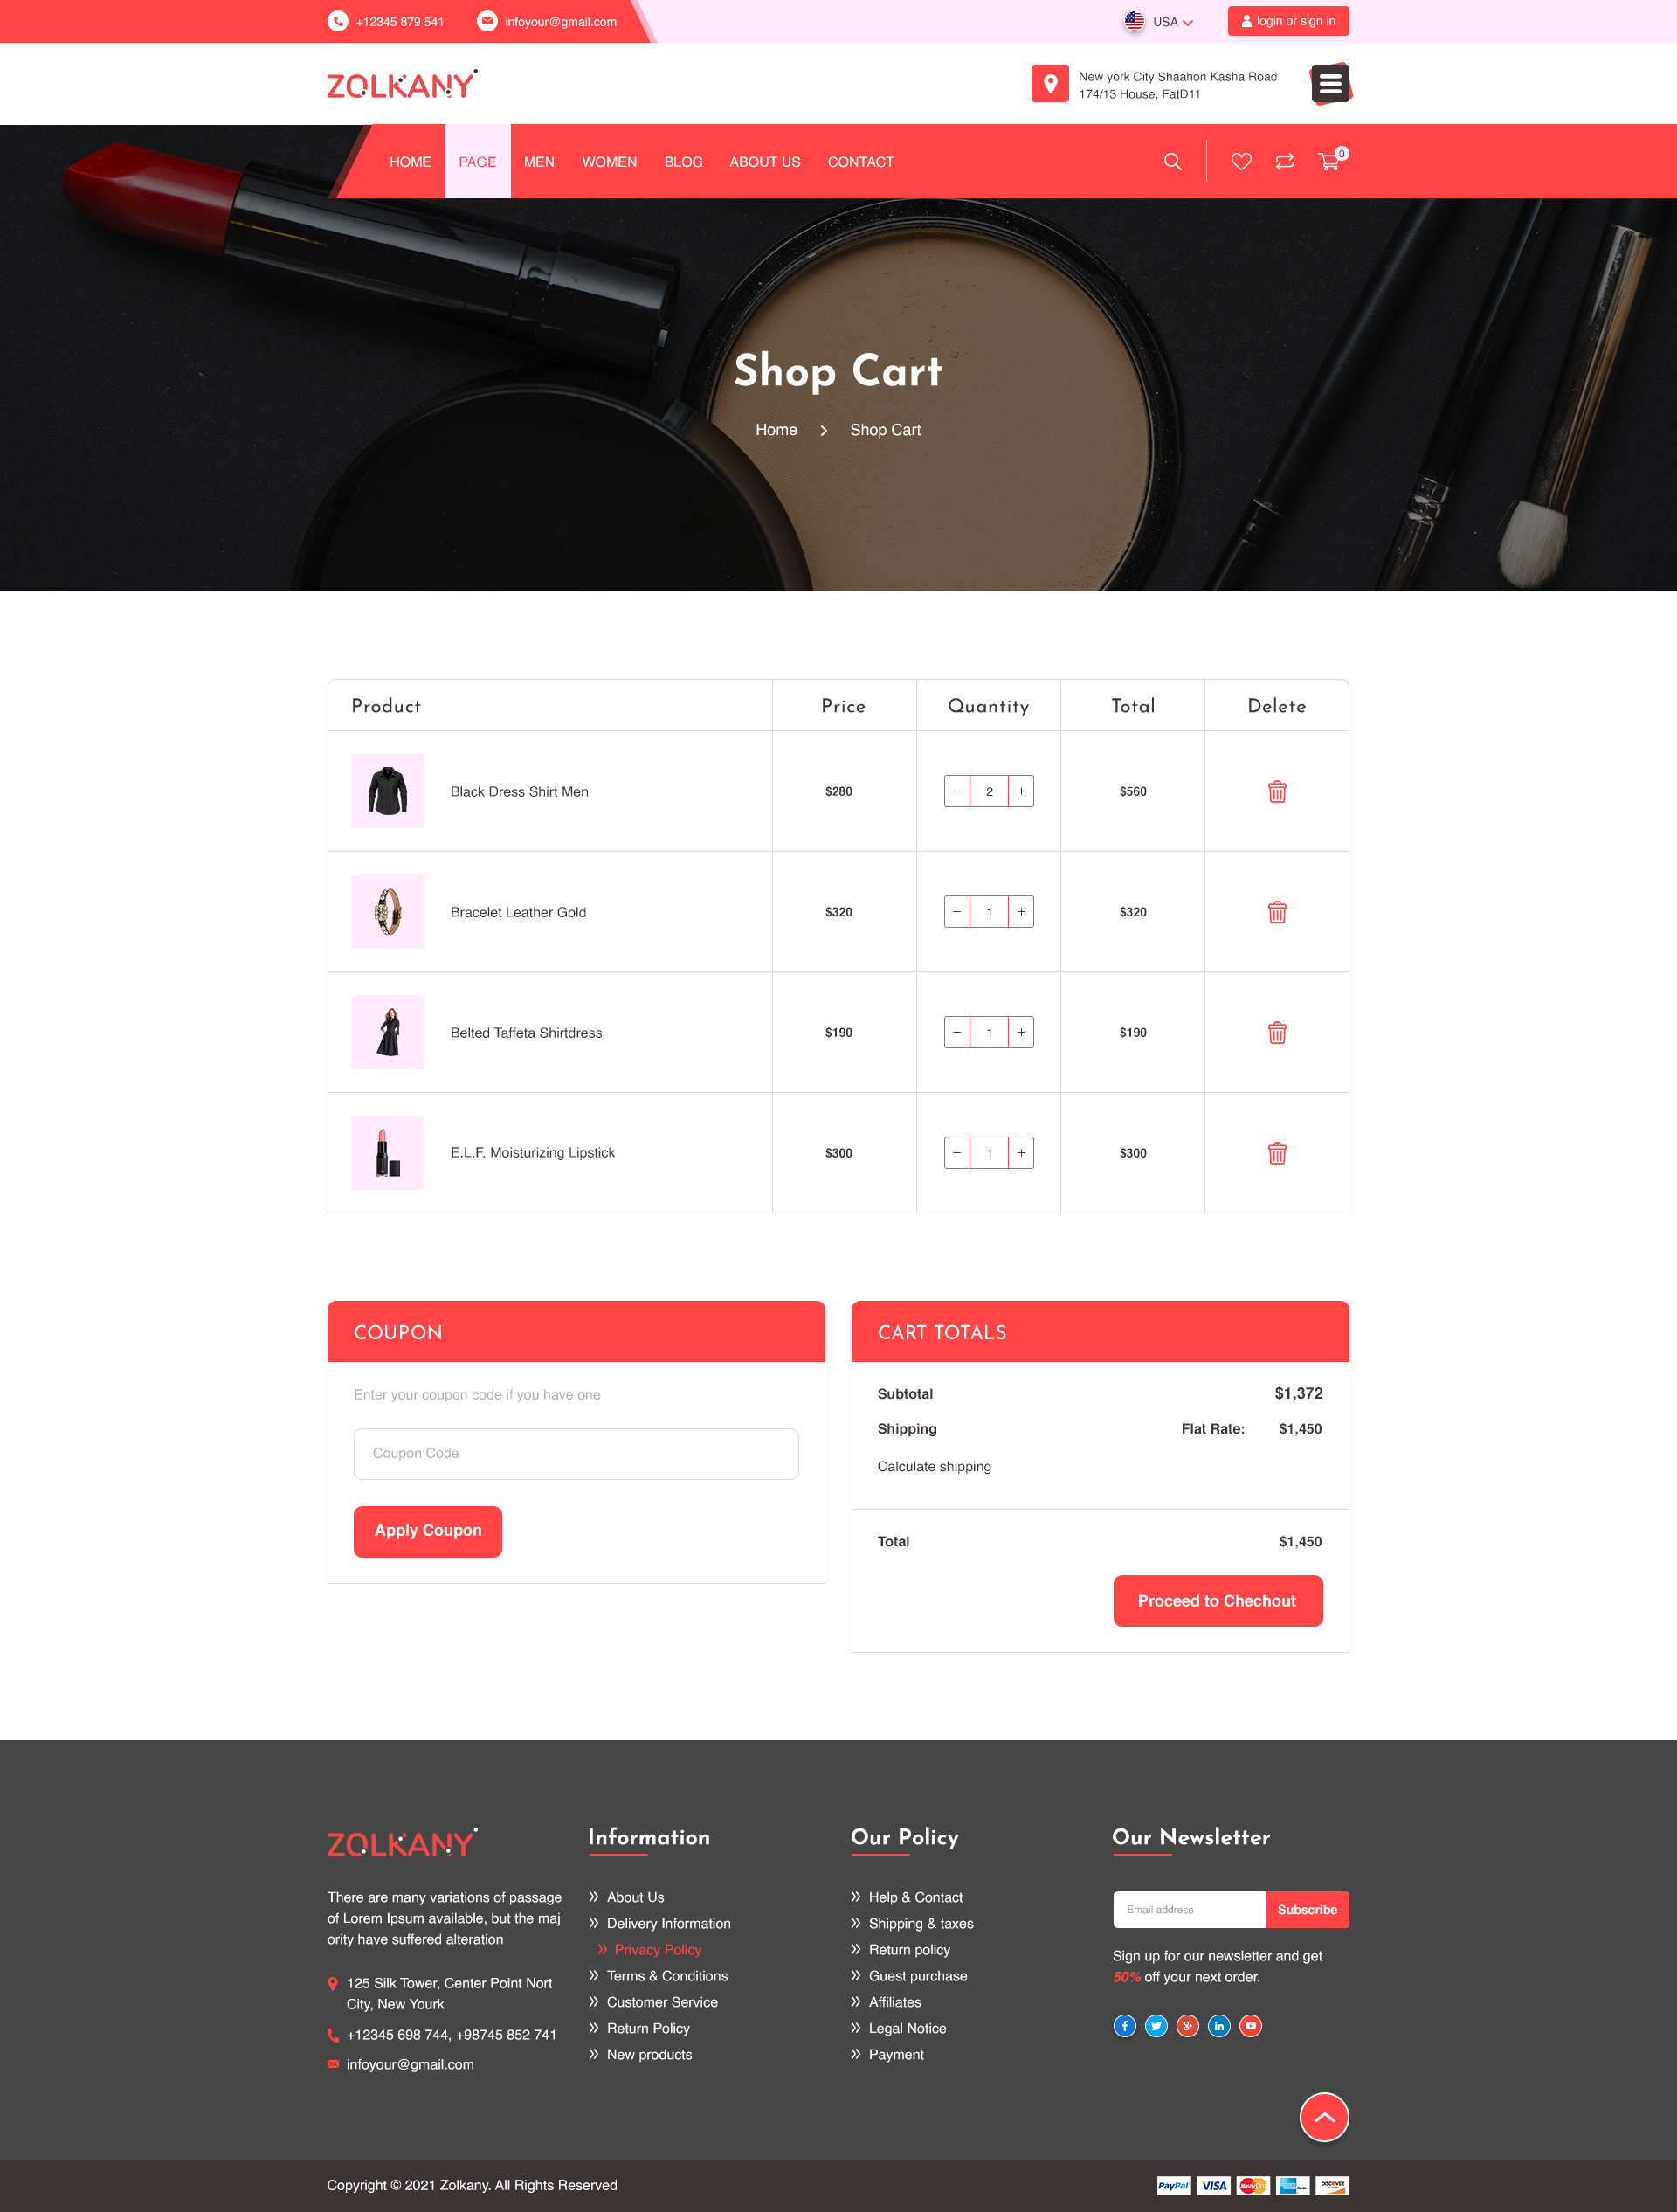 +12345 879 541
infoyour@gmail.com
USA
login or sign in
ZOLKANY
New york City Shaahon Kasha Road
174/13 House, FatD11
HOME
PAGE
MEN
WOMEN
BLOG
ABOUT US
CONTACT
0
Shop Cart
Home
Shop Cart
Product
Price
Quantity
Total
Delete
Black Dress Shirt Men
$280
− 2 +
$560
Bracelet Leather Gold
$320
− 1 +
$320
Belted Taffeta Shirtdress
$190
− 1 +
$190
E.L.F. Moisturizing Lipstick
$300
− 1 +
$300
COUPON
Enter your coupon code if you have one
Coupon Code
Apply Coupon
CART TOTALS
Subtotal
$1,372
Shipping
Flat Rate:
$1,450
Calculate shipping
Total
$1,450
Proceed to Chechout
ZOLKANY
There are many variations of passage
of Lorem Ipsum available, but the maj
ority have suffered alteration
125 Silk Tower, Center Point Nort
City, New Yourk
+12345 698 744, +98745 852 741
infoyour@gmail.com
Information
About Us
Delivery Information
Privacy Policy
Terms & Conditions
Customer Service
Return Policy
New products
Our Policy
Help & Contact
Shipping & taxes
Return policy
Guest purchase
Affiliates
Legal Notice
Payment
Our Newsletter
Email address
Subscribe
Sign up for our newsletter and get
50% off your next order.
Copyright © 2021 Zolkany. All Rights Reserved
PayPal
VISA
MasterCard
DISCOVER